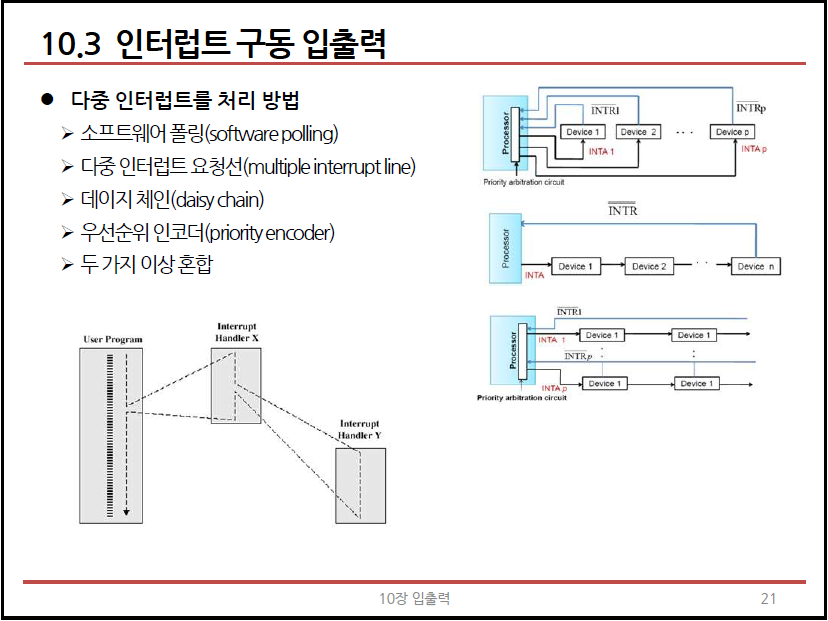 10.3 인터럽트 구동 입출력
● 다중 인터럽트를 처리 방법
➢ 소프트웨어 폴링(software polling)
➢ 다중 인터럽트 요청선(multiple interrupt line)
➢ 데이지 체인(daisy chain)
➢ 우선순위 인코더(priority encoder)
➢ 두 가지 이상 혼합
User Program
Interrupt
Handler X
Interrupt
Handler Y
Processor
INTR1
INTRp
Device 1
Device 2
· · ·
Device p
INTA 1
INTA p
Priority arbitration circuit
INTR
Processor
INTA
Device 1
Device 2
· ·
Device n
INTR1
Processor
INTA 1
Device 1
Device 1
INTRp
:
:
INTA p
Device 1
Device 1
Priority arbitration circuit
10장 입출력
21